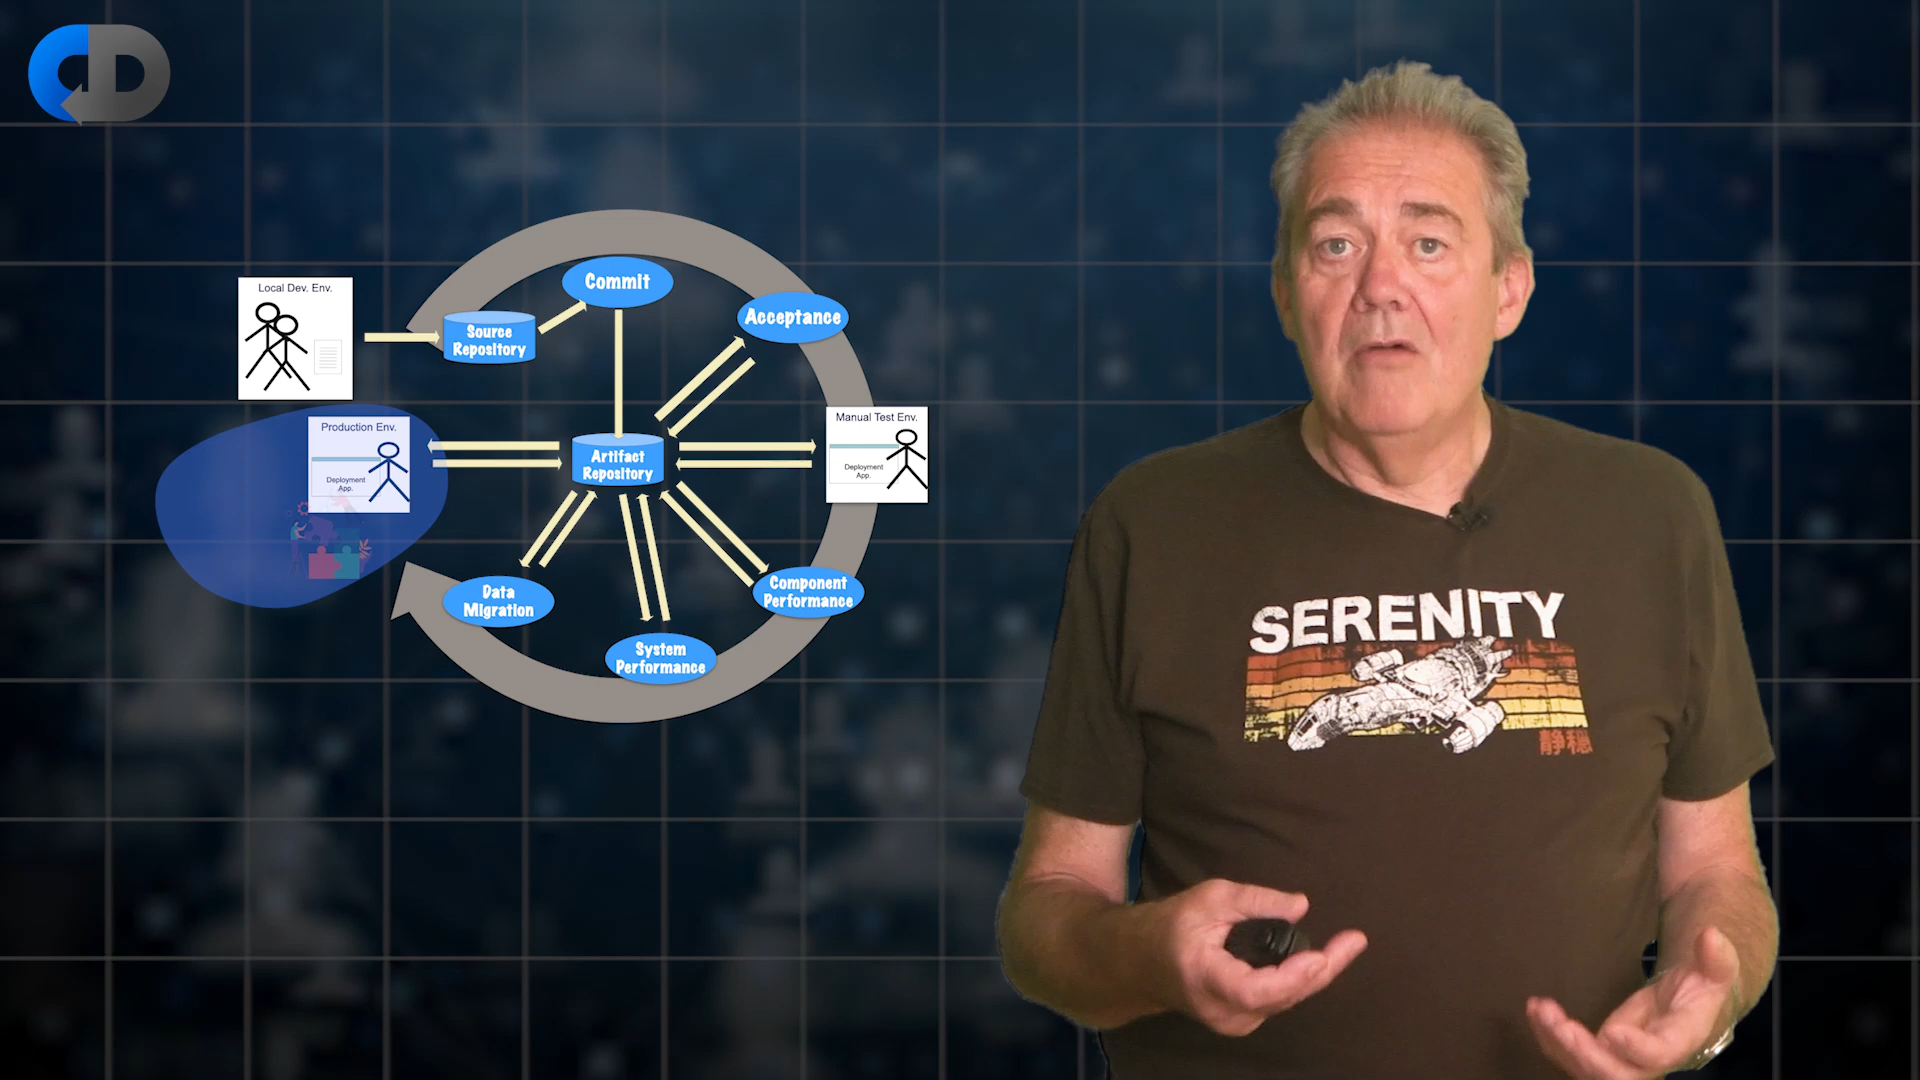 CD
Local Dev. Env.
Source
Repository
Commit
Acceptance
Production Env.
Deployment
App.
Artifact
Repository
Manual Test Env.
Deployment
App.
Data
Migration
System
Performance
Component
Performance
SERENITY
静穏